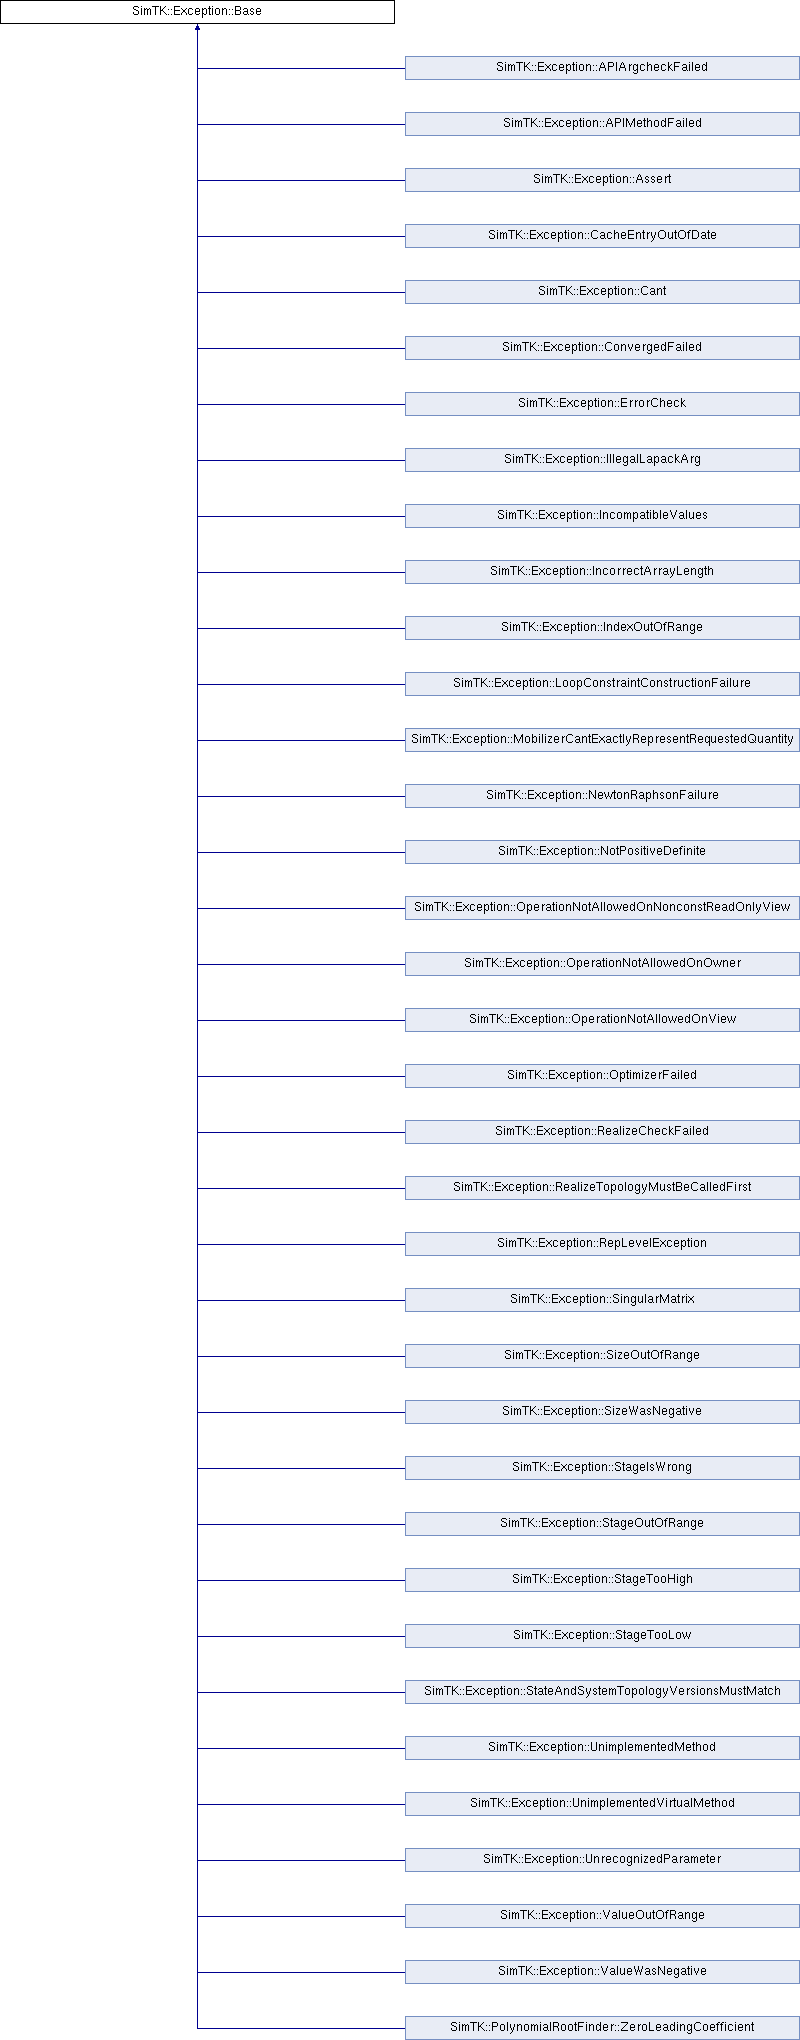 SimTK::Exception::Base
SimTK::Exception::APIArgcheckFailed
SimTK::Exception::APIMethodFailed
SimTK::Exception::Assert
SimTK::Exception::CacheEntryOutOfDate
SimTK::Exception::Cant
SimTK::Exception::ConvergedFailed
SimTK::Exception::ErrorCheck
SimTK::Exception::IllegalLapackArg
SimTK::Exception::IncompatibleValues
SimTK::Exception::IncorrectArrayLength
SimTK::Exception::IndexOutOfRange
SimTK::Exception::LoopConstraintConstructionFailure
SimTK::Exception::MobilizerCantExactlyRepresentRequestedQuantity
SimTK::Exception::NewtonRaphsonFailure
SimTK::Exception::NotPositiveDefinite
SimTK::Exception::OperationNotAllowedOnNonconstReadOnlyView
SimTK::Exception::OperationNotAllowedOnOwner
SimTK::Exception::OperationNotAllowedOnView
SimTK::Exception::OptimizerFailed
SimTK::Exception::RealizeCheckFailed
SimTK::Exception::RealizeTopologyMustBeCalledFirst
SimTK::Exception::RepLevelException
SimTK::Exception::SingularMatrix
SimTK::Exception::SizeOutOfRange
SimTK::Exception::SizeWasNegative
SimTK::Exception::StageIsWrong
SimTK::Exception::StageOutOfRange
SimTK::Exception::StageTooHigh
SimTK::Exception::StageTooLow
SimTK::Exception::StateAndSystemTopologyVersionsMustMatch
SimTK::Exception::UnimplementedMethod
SimTK::Exception::UnimplementedVirtualMethod
SimTK::Exception::UnrecognizedParameter
SimTK::Exception::ValueOutOfRange
SimTK::Exception::ValueWasNegative
SimTK::PolynomialRootFinder::ZeroLeadingCoefficient